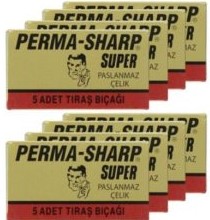 PERMA-SHARP
SUPER
PASLANMAZ
ÇELİK
5 ADET TIRAŞ BIÇAĞI
PERMA-SHARP
SUPER
PASLANMAZ
ÇELİK
5 ADET TIRAŞ BIÇAĞI